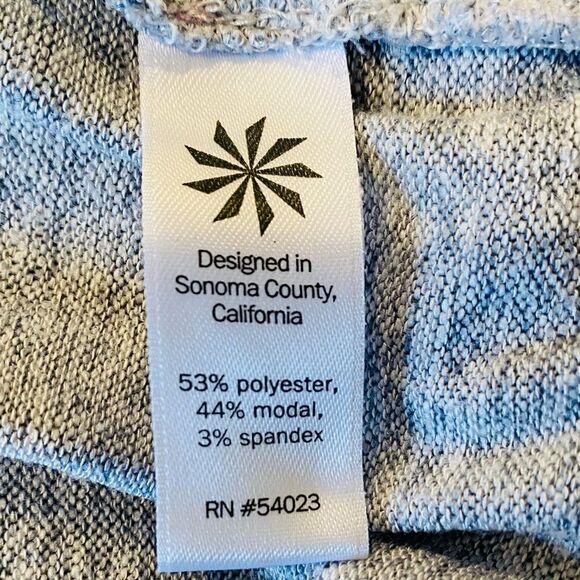 Designed in
Sonoma County,
California
53% polyester,
44% modal,
3% spandex
RN #54023